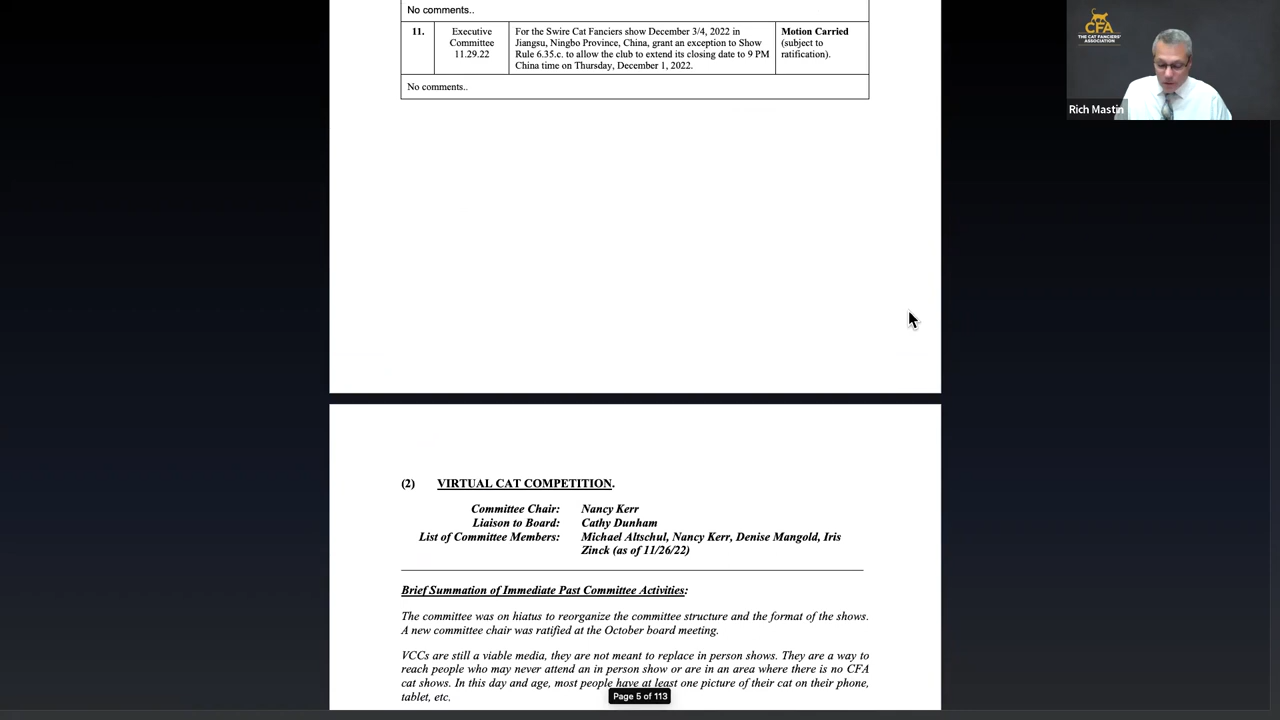 No comments..
11.
Executive
Committee
11.29.22
For the Swire Cat Fanciers show December 3/4, 2022 in
Jiangsu, Ningbo Province, China, grant an exception to Show
Rule 6.35.c. to allow the club to extend its closing date to 9 PM
China time on Thursday, December 1, 2022.
Motion Carried
(subject to
ratification).
No comments..
(2) VIRTUAL CAT COMPETITION.
Committee Chair: Nancy Kerr
Liaison to Board: Cathy Dunham
List of Committee Members: Michael Altschul, Nancy Kerr, Denise Mangold, Iris
Zinck (as of 11/26/22)
Brief Summation of Immediate Past Committee Activities:
The committee was on hiatus to reorganize the committee structure and the format of the shows.
A new committee chair was ratified at the October board meeting.
VCCs are still a viable media, they are not meant to replace in person shows. They are a way to
reach people who may never attend an in person show or are in an area where there is no CFA
cat shows. In this day and age, most people have at least one picture of their cat on their phone,
tablet, etc.
Page 5 of 113
CFA
THE CAT FANCIERS'
ASSOCIATION
Rich Mastin